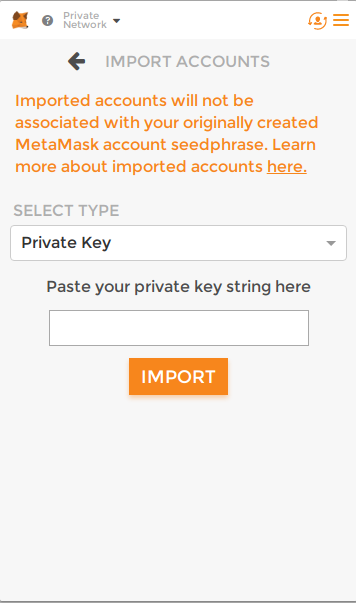 Private
Network
IMPORT ACCOUNTS
Imported accounts will not be
associated with your originally created
MetaMask account seedphrase. Learn
more about imported accounts here.
SELECT TYPE
Private Key
Paste your private key string here
IMPORT